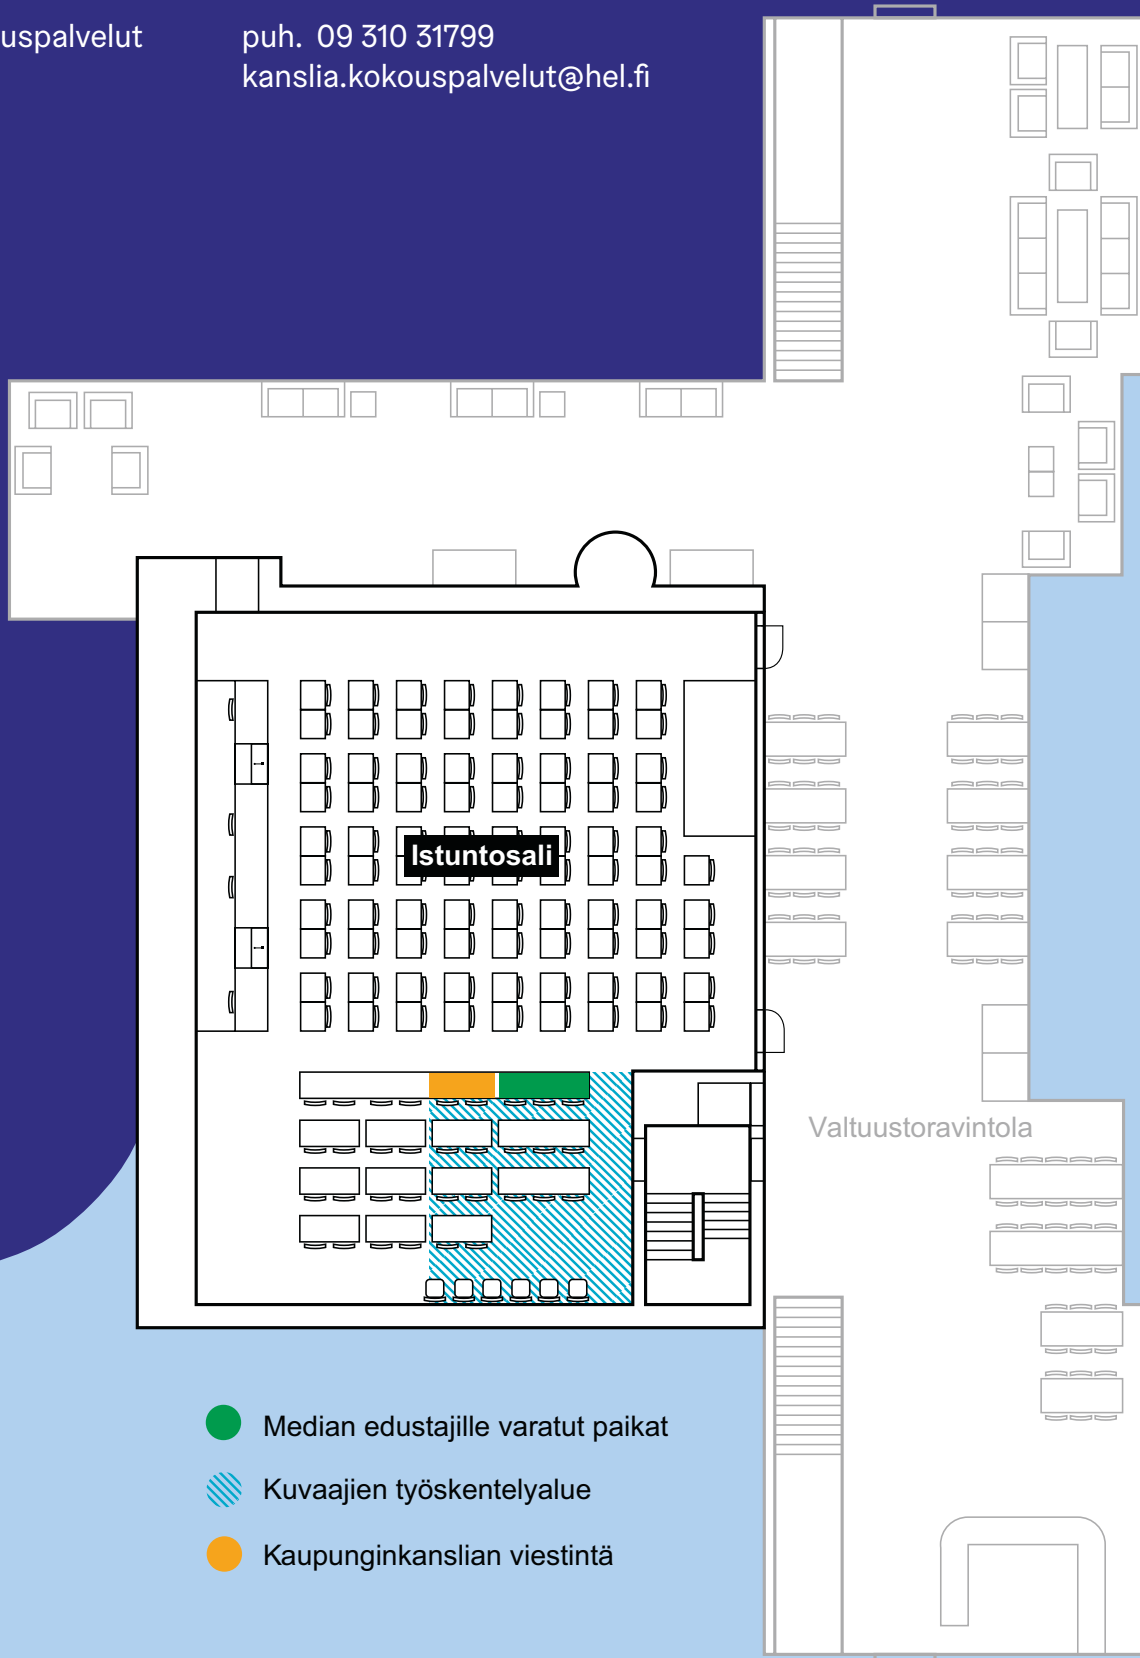 uspalvelut
puh. 09 310 31799
kanslia.kokouspalvelut@hel.fi
Istuntosali
Valtuustoravintola
Median edustajille varatut paikat
Kuvaajien työskentelyalue
Kaupunginkanslian viestintä